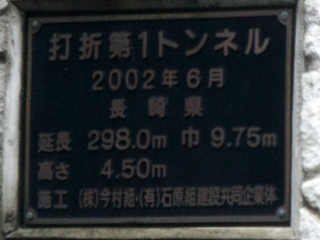 打折第1トンネル
2002年6月
長崎県
延長 298.0m 巾 9.75m
高さ 4.50m
施工 (株)今村組・(有)石原組建設共同企業体